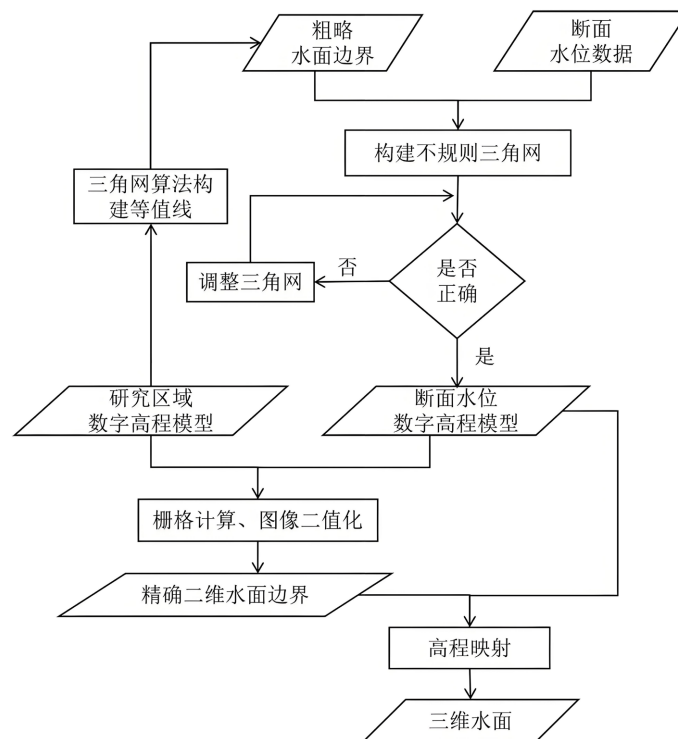 粗略
水面边界
断面
水位数据
构建不规则三角网
三角网算法构
建等值线
是否
正确
否
调整三角网
是
研究区域
数字高程模型
断面水位
数字高程模型
栅格计算、图像二值化
精确二维水面边界
高程映射
三维水面